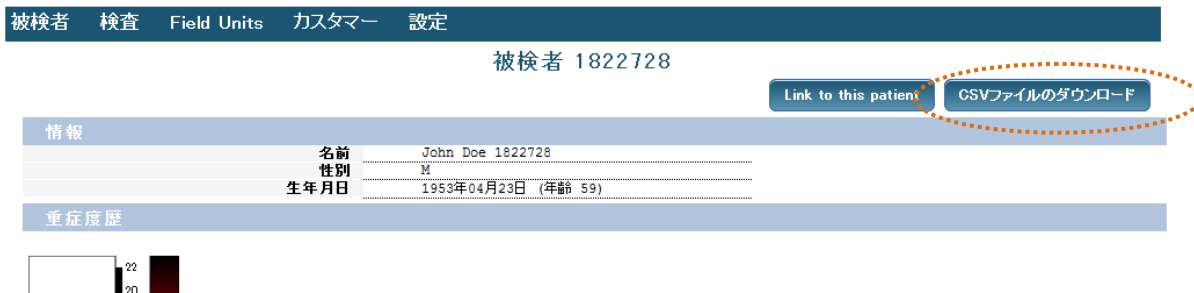 被検者 検査 Field Units カスタマー 設定
被検者 1822728
Link to this patient CSVファイルのダウンロード
情報
名前 John Doe 1822728
性別 M
生年月日 1953年04月23日 (年齢 59)
重症度歴
22
20